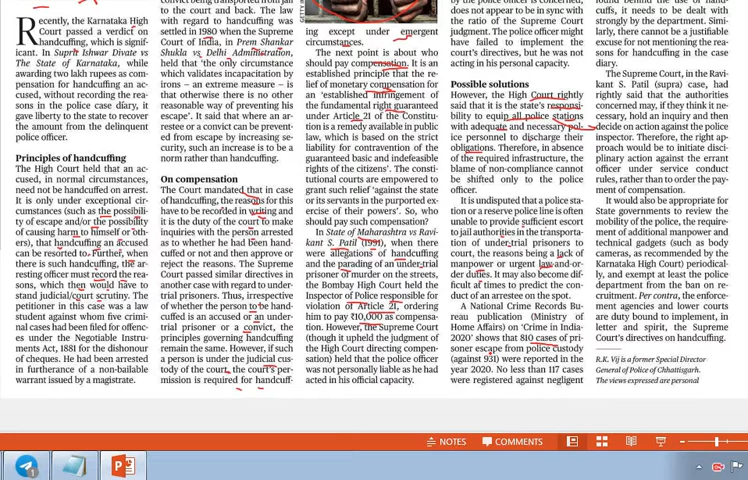 Recently, the Karnataka High
Court passed a verdict on
handcuffing, which is signif-
icant. In Suprit Ishwar Divate vs
The State of Karnataka, while
awarding two lakh rupees as com-
pensation for handcuffing an ac-
cused, without recording the rea-
sons in the police case diary, it
gave liberty to the state to recover
the amount from the delinquent
police officer.
Principles of handcuffing
The High Court held that an ac-
cused, in normal circumstances,
need not be handcuffed on arrest.
It is only under exceptional cir-
cumstances (such as the possibili-
ty of escape and/or the possibility
of causing harm to himself or oth-
ers), that handcuffing an accused
can be resorted to. Further, when
there is such handcuffing, the ar-
resting officer must record the rea-
sons, which then would have to
stand judicial/court scrutiny. The
petitioner in this case was a law
student against whom five crimi-
nal cases had been filed for offenc-
es under the Negotiable Instru-
ments Act, 1881 for the dishonour
of cheques. He had been arrested
in furtherance of a non-bailable
warrant issued by a magistrate.
convict being transported from jail
to the court and back. The law
with regard to handcuffing was
settled in 1980 when the Supreme
Court of India, in Prem Shankar
Shukla vs Delhi Administration,
held that 'the only circumstance
which validates incapacitation by
irons – an extreme measure – is
that otherwise there is no other
reasonable way of preventing his
escape'. It said that where an ar-
restee or a convict can be prevent-
ed from escape by increasing se-
curity, such an increase is to be a
norm rather than handcuffing.
On compensation
The Court mandated that in case
of handcuffing, the reasons for this
have to be recorded in writing and
it is the duty of the court to make
inquiries with the person arrested
as to whether he had been hand-
cuffed or not and then approve or
reject the reasons. The Supreme
Court passed similar directives in
another case with regard to under-
trial prisoners. Thus, irrespective
of whether the person to be hand-
cuffed is an accused or an under-
trial prisoner or a convict, the
principles governing handcuffing
remain the same. However, if such
a person is under the judicial cus-
tody of the court, the court's per-
mission is required for handcuff-
ing except under emergent
circumstances.
The next point is about who
should pay compensation. It is an
established principle that the re-
lief of monetary compensation for
an established infringement of
the fundamental right guaranteed
under Article 21 of the Constitu-
tion is a remedy available in public
law, which is based on the strict
liability for contravention of the
guaranteed basic and indefeasible
rights of the citizens'. The consti-
tutional courts are empowered to
grant such relief 'against the state
or its servants in the purported ex-
ercise of their powers'. So, who
should pay such compensation?
In State of Maharashtra vs Ravi-
kant S. Patil (1991), when there
were allegations of handcuffing
and the parading of an under-trial
prisoner of murder on the streets,
the Bombay High Court held the
Inspector of Police responsible for
violation of Article 21, ordering
him to pay ₹10,000 as compensa-
tion. However, the Supreme Court
(though it upheld the judgment of
the High Court directing compen-
sation) held that the police officer
was not personally liable as he had
acted in his official capacity.
by the police officer is concerned,
does not appear to be in sync with
the ratio of the Supreme Court
judgment. The police officer might
have failed to implement the
court's directives, but he was not
acting in his personal capacity.
Possible solutions
However, the High Court rightly
said that it is the state's responsi-
bility to equip all police stations
with adequate and necessary pol-
ice personnel to discharge their
obligations. Therefore, in absence
of the required infrastructure, the
blame of non-compliance cannot
be shifted only to the police
officer.
It is undisputed that a police sta-
tion or a reserve police line is often
unable to provide sufficient escort
to jail authorities in the transporta-
tion of under-trial prisoners to
court, the reasons being a lack of
manpower or urgent law and-or-
der duties. It may also become dif-
ficult at times to predict the con-
duct of an arrestee on the spot.
A National Crime Records Bu-
reau publication (Ministry of
Home Affairs) on 'Crime in India-
2020' shows that 810 cases of pri-
soner escape from police custody
(against 931) were reported in the
year 2020. No less than 117 cases
were registered against negligent
found behind the use of hand-
cuffs, it needs to be dealt with
strongly by the department. Simi-
larly, there cannot be a justifiable
excuse for not mentioning the rea-
sons for handcuffing in the case
diary.
The Supreme Court, in the Ravi-
kant S. Patil (supra) case, had
rightly said that the authorities
concerned may, if they think it ne-
cessary, hold an inquiry and then
decide on action against the police
inspector. Therefore, the right ap-
proach would be to initiate disci-
plinary action against the errant
officer under service conduct
rules, rather than to order the pay-
ment of compensation.
It would also be appropriate for
State governments to review the
mobility of the police, the require-
ment of additional manpower and
technical gadgets (such as body
cameras, as recommended by the
Karnataka High Court) periodical-
ly, and exempt at least the police
department from the ban on re-
cruitment. Per contra, the enforce-
ment agencies and lower courts
are duty bound to implement, in
letter and spirit, the Supreme
Court's directives on handcuffing.
R.K. Vij is a former Special Director
General of Police of Chhattisgarh.
The views expressed are personal
NOTES COMMENTS